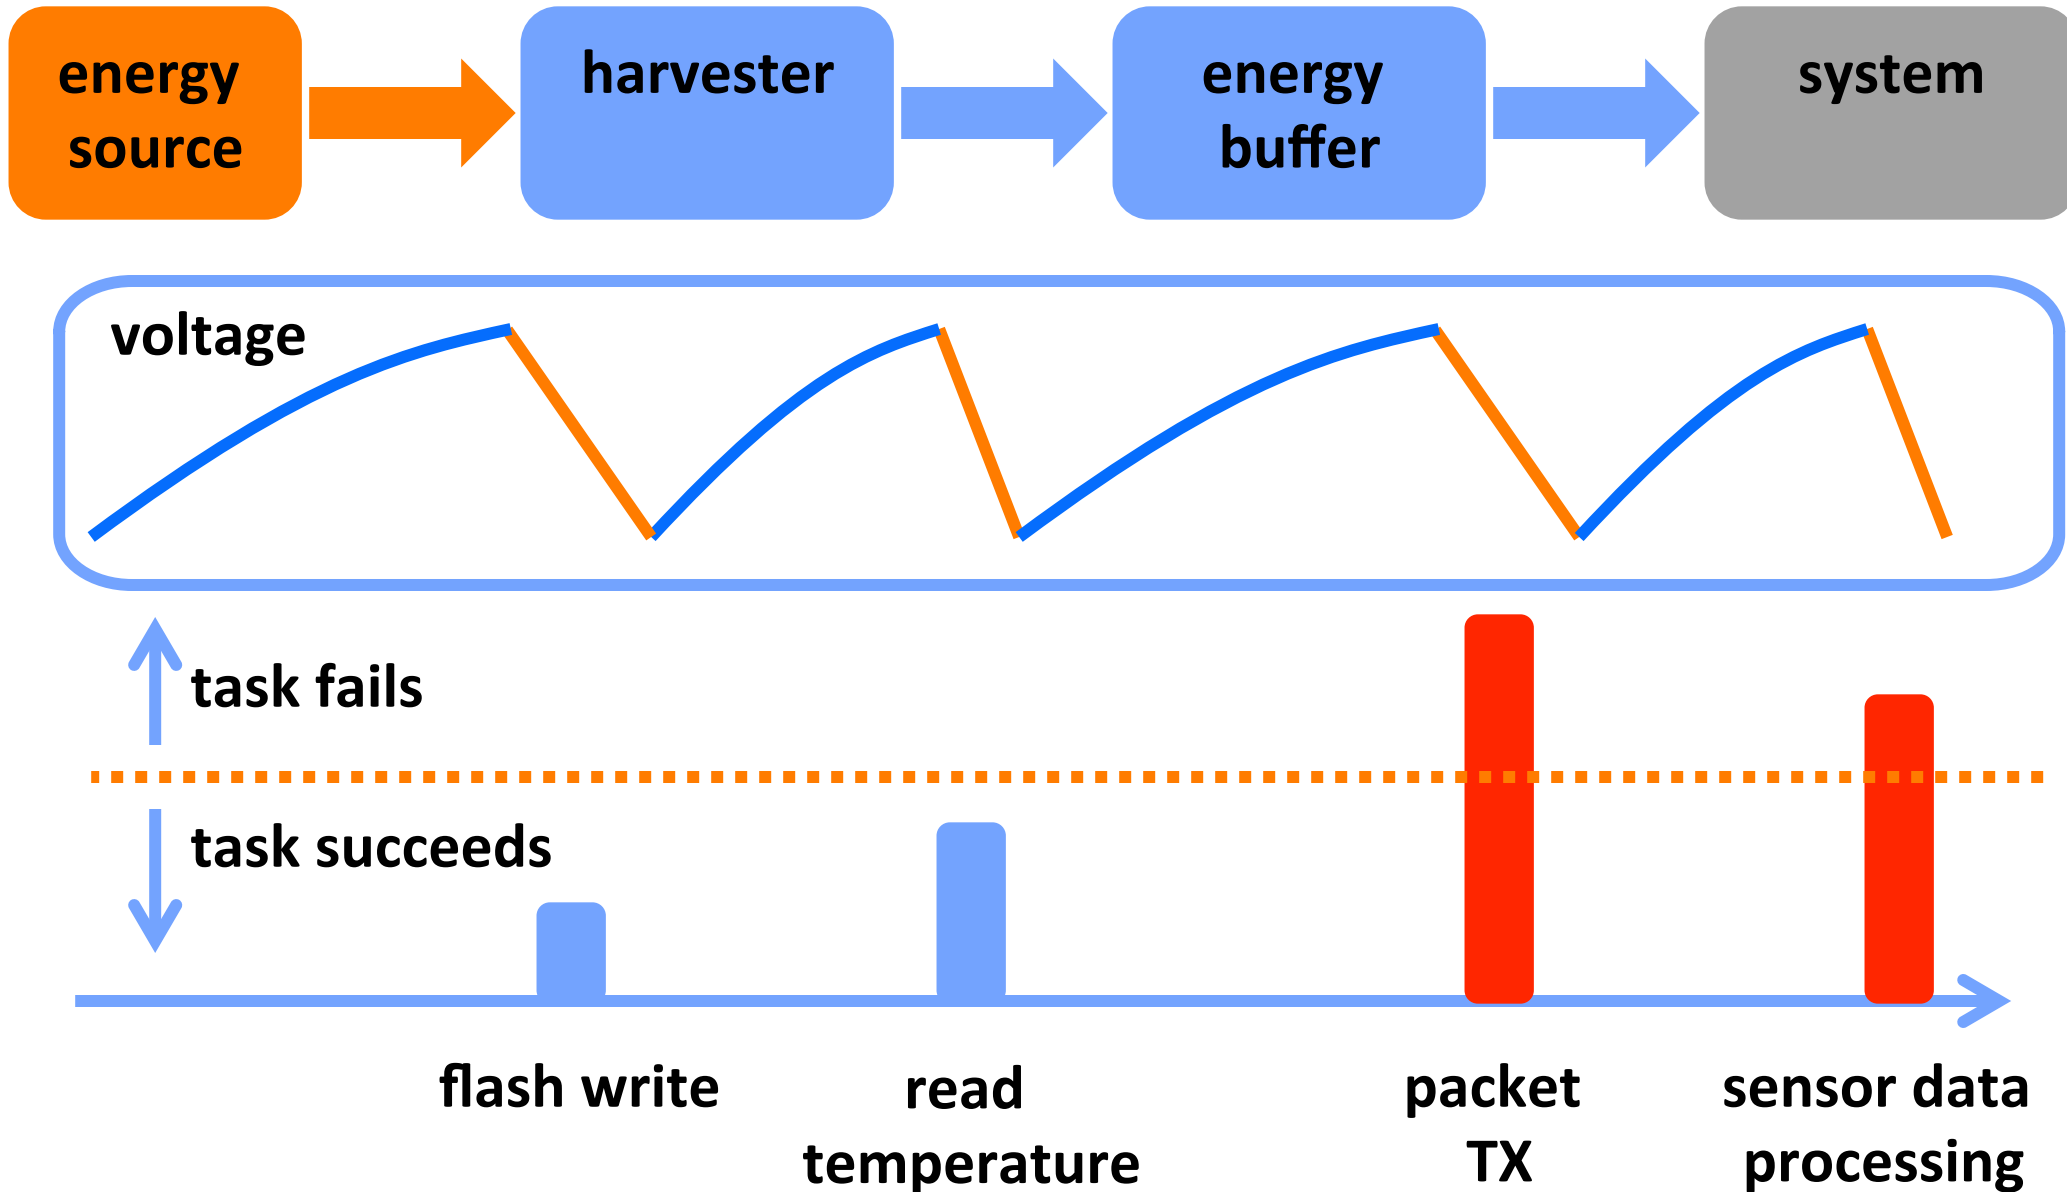 energy
source
harvester
energy
buffer
system
voltage
task fails
task succeeds
flash write
read
temperature
packet
TX
sensor data
processing